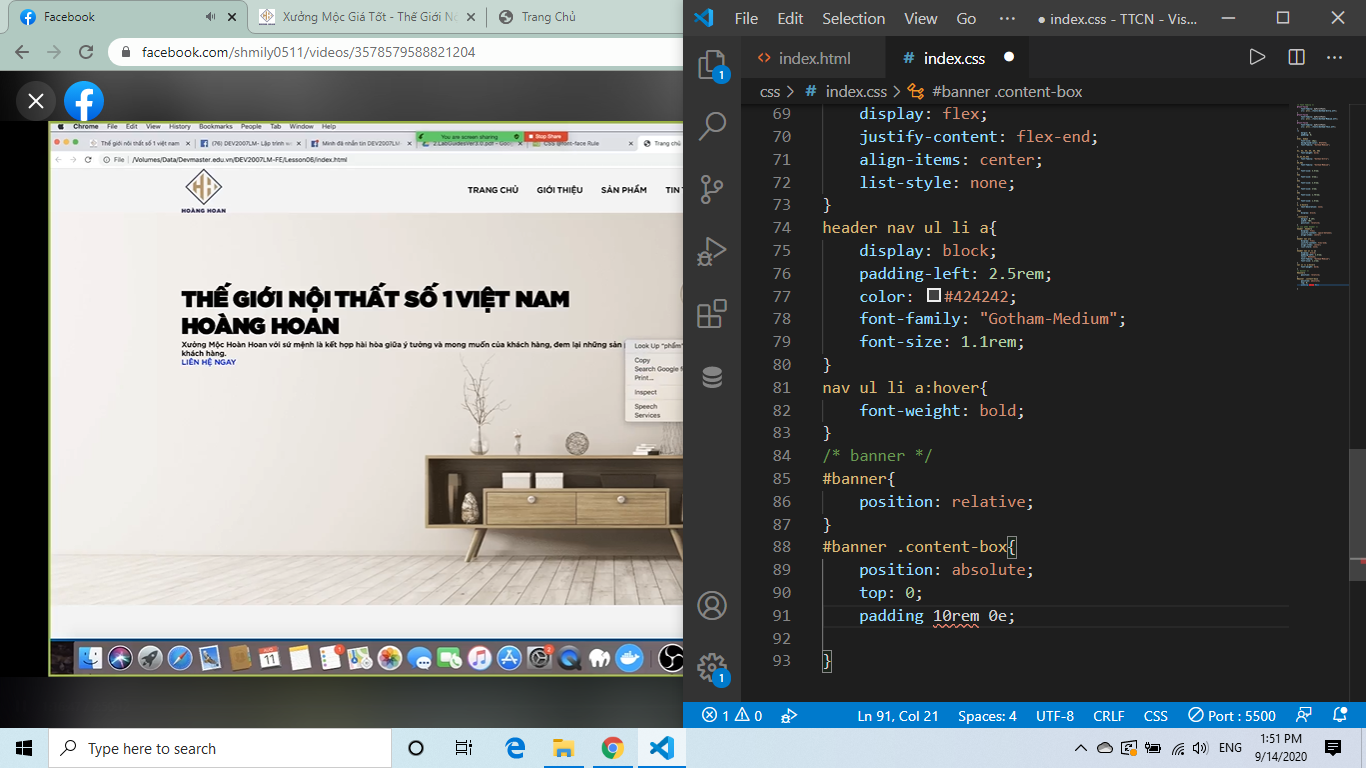 Facebook
Xưởng Mộc Giá Tốt - Thế Giới Nộ
Trang Chủ
facebook.com/shmily0511/videos/3578579588821204
Chrome File Edit View History Bookmarks People Tab Window Help
You are screen sharing Stop Share
Thế giới nội thất số 1 việt nam
(76) DEV2007LM- Lập trình
Minh đã nhắn tin DEV2007LM
2.LabGuidesVer3.0.pdf - Goog
Css @font-face Rule
Trang chủ
File | /Volumes/Data/Devmaster.edu.vn/DEV2007LM-FE/Lesson06/index.html
HOÀNG HOAN
TRANG CHỦ GIỚI THIỆU SẢN PHẨM TIN T
THẾ GIỚI NỘI THẤT SỐ 1 VIỆT NAM
HOÀNG HOAN
Xưởng Mộc Hoàn Hoan với sứ mệnh là kết hợp hài hòa giữa ý tưởng và mong muốn của khách hàng, đem lại những sản
khách hàng.
LIÊN HỆ NGAY
Look Up "phẩm"
Copy
Search Google f
Print...
Inspect
Speech
Services
AUG
11
1
2
File Edit Selection View Go ··· ● index.css - TTCN - Vis...
1
<> index.html
# index.css
css > # index.css > #banner .content-box
69 display: flex;
70 justify-content: flex-end;
71 align-items: center;
72 list-style: none;
73 }
74 header nav ul li a{
75 display: block;
76 padding-left: 2.5rem;
77 color: #424242;
78 font-family: "Gotham-Medium";
79 font-size: 1.1rem;
80 }
81 nav ul li a:hover{
82 font-weight: bold;
83 }
84 /* banner */
85 #banner{
86 position: relative;
87 }
88 #banner .content-box{
89 position: absolute;
90 top: 0;
91 padding 10rem 0e;
92
93 }
1
1 0 Ln 91, Col 21 Spaces: 4 UTF-8 CRLF CSS Port : 5500
Type here to search
ENG
1:51 PM
9/14/2020